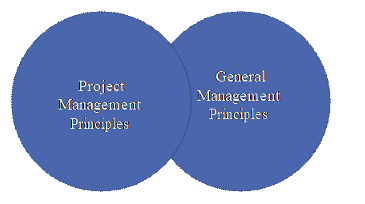 Project
Management
Principles
General
Management
Principles